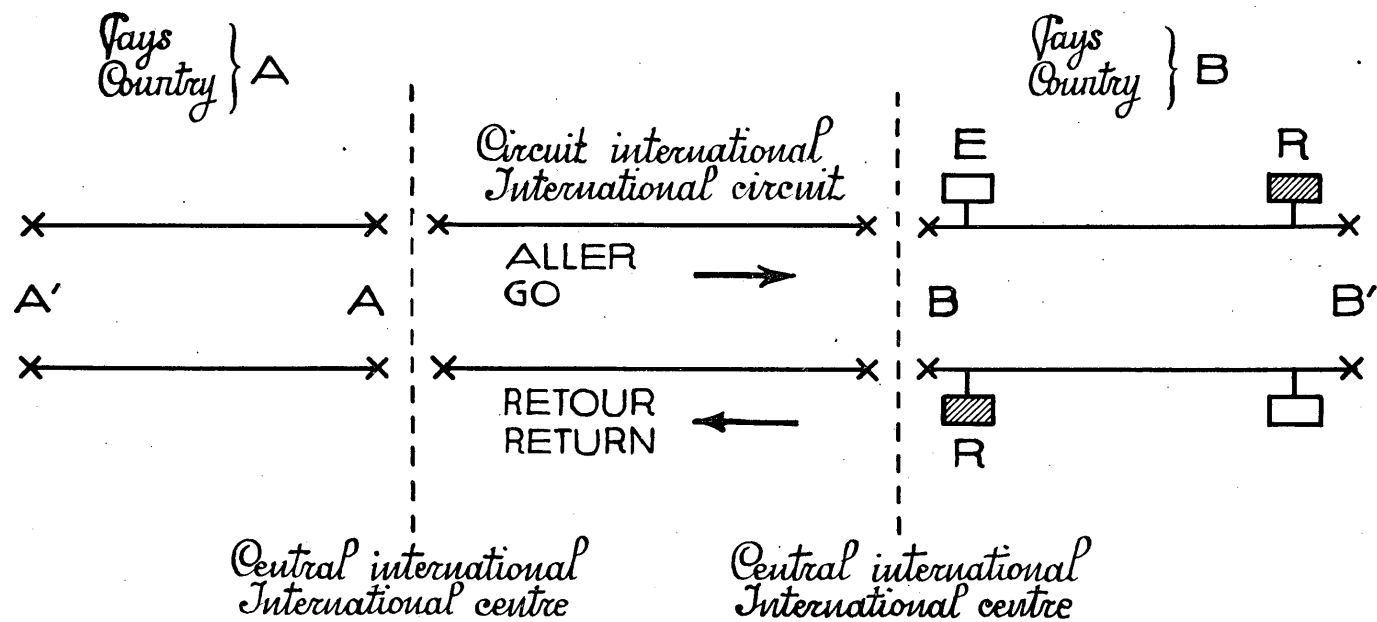 Pays
Country } A
Pays
Country } B
Circuit international
International circuit
E
R
ALLER
GO
A'
A
B
B'
RETOUR
RETURN
R
Central international
International centre
Central international
International centre